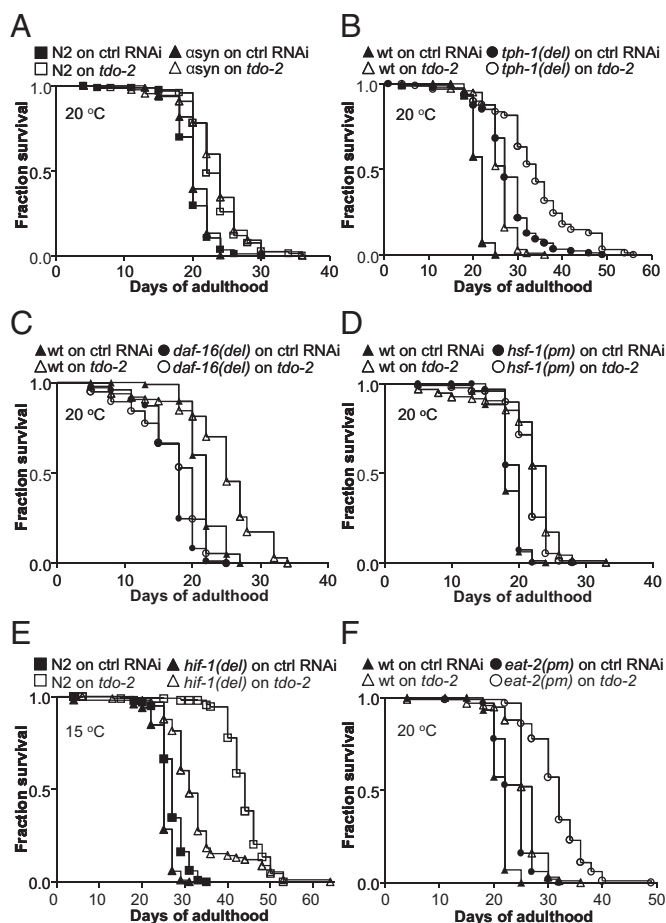 A
■ N2 on ctrl RNAi ▲ αsyn on ctrl RNAi
□ N2 on tdo-2 △ αsyn on tdo-2
Fraction survival
1.0
0.5
0.0
20 °C
0 10 20 30 40
Days of adulthood
B
▲ wt on ctrl RNAi ● tph-1(del) on ctrl RNAi
△ wt on tdo-2 ○ tph-1(del) on tdo-2
Fraction survival
1.0
0.5
0.0
20 °C
0 10 20 30 40 50 60
Days of adulthood
C
▲ wt on ctrl RNAi ● daf-16(del) on ctrl RNAi
△ wt on tdo-2 ○ daf-16(del) on tdo-2
Fraction survival
1.0
0.5
0.0
20 °C
0 10 20 30 40
Days of adulthood
D
▲ wt on ctrl RNAi ● hsf-1(pm) on ctrl RNAi
△ wt on tdo-2 ○ hsf-1(pm) on tdo-2
Fraction survival
1.0
0.5
0.0
20 °C
0 10 20 30 40
Days of adulthood
E
■ N2 on ctrl RNAi ▲ hif-1(del) on ctrl RNAi
□ N2 on tdo-2 △ hif-1(del) on tdo-2
Fraction survival
1.0
0.5
0.0
15 °C
0 10 20 30 40 50 60
Days of adulthood
F
▲ wt on ctrl RNAi ● eat-2(pm) on ctrl RNAi
△ wt on tdo-2 ○ eat-2(pm) on tdo-2
Fraction survival
1.0
0.5
0.0
20 °C
0 10 20 30 40 50
Days of adulthood